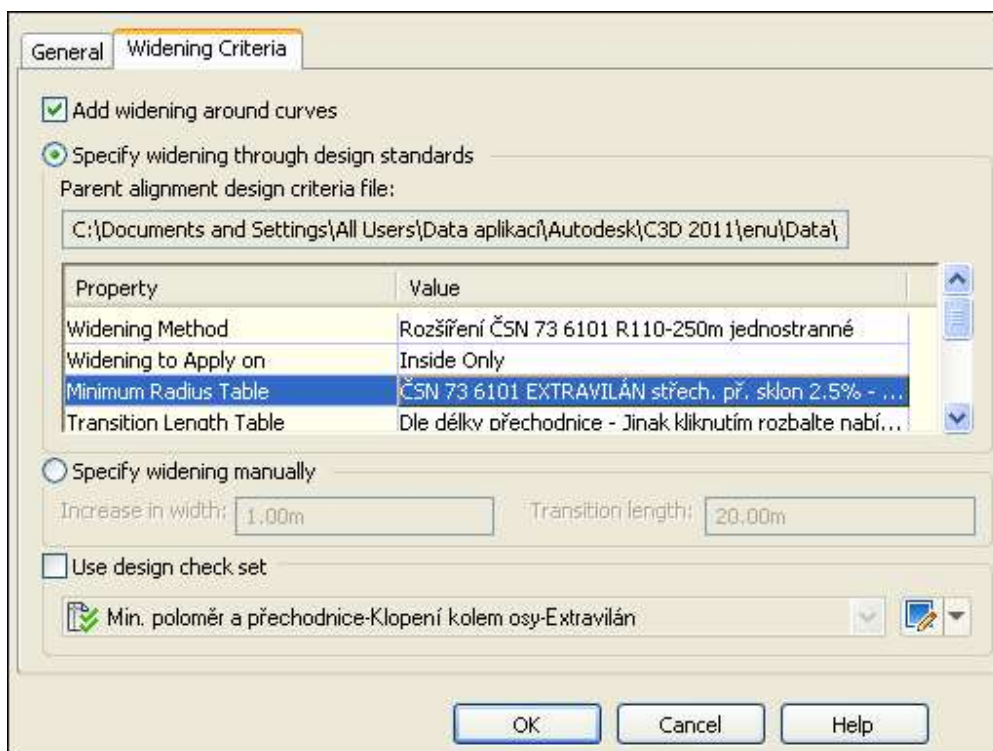 General Widening Criteria
Add widening around curves
Specify widening through design standards
Parent alignment design criteria file:
C:\Documents and Settings\All Users\Data aplikací\Autodesk\C3D 2011\enu\Data\
Property Value
Widening Method Rozšíření ČSN 73 6101 R110-250m jednostranné
Widening to Apply on Inside Only
Minimum Radius Table ČSN 73 6101 EXTRAVILÁN střech. př. sklon 2.5% - ...
Transition Length Table Dle délky přechodnice - Jinak kliknutím rozbalte nabí...
Specify widening manually
Increase in width: 1.00m Transition length: 20.00m
Use design check set
Min. poloměr a přechodnice-Klopení kolem osy-Extravilán
OK Cancel Help